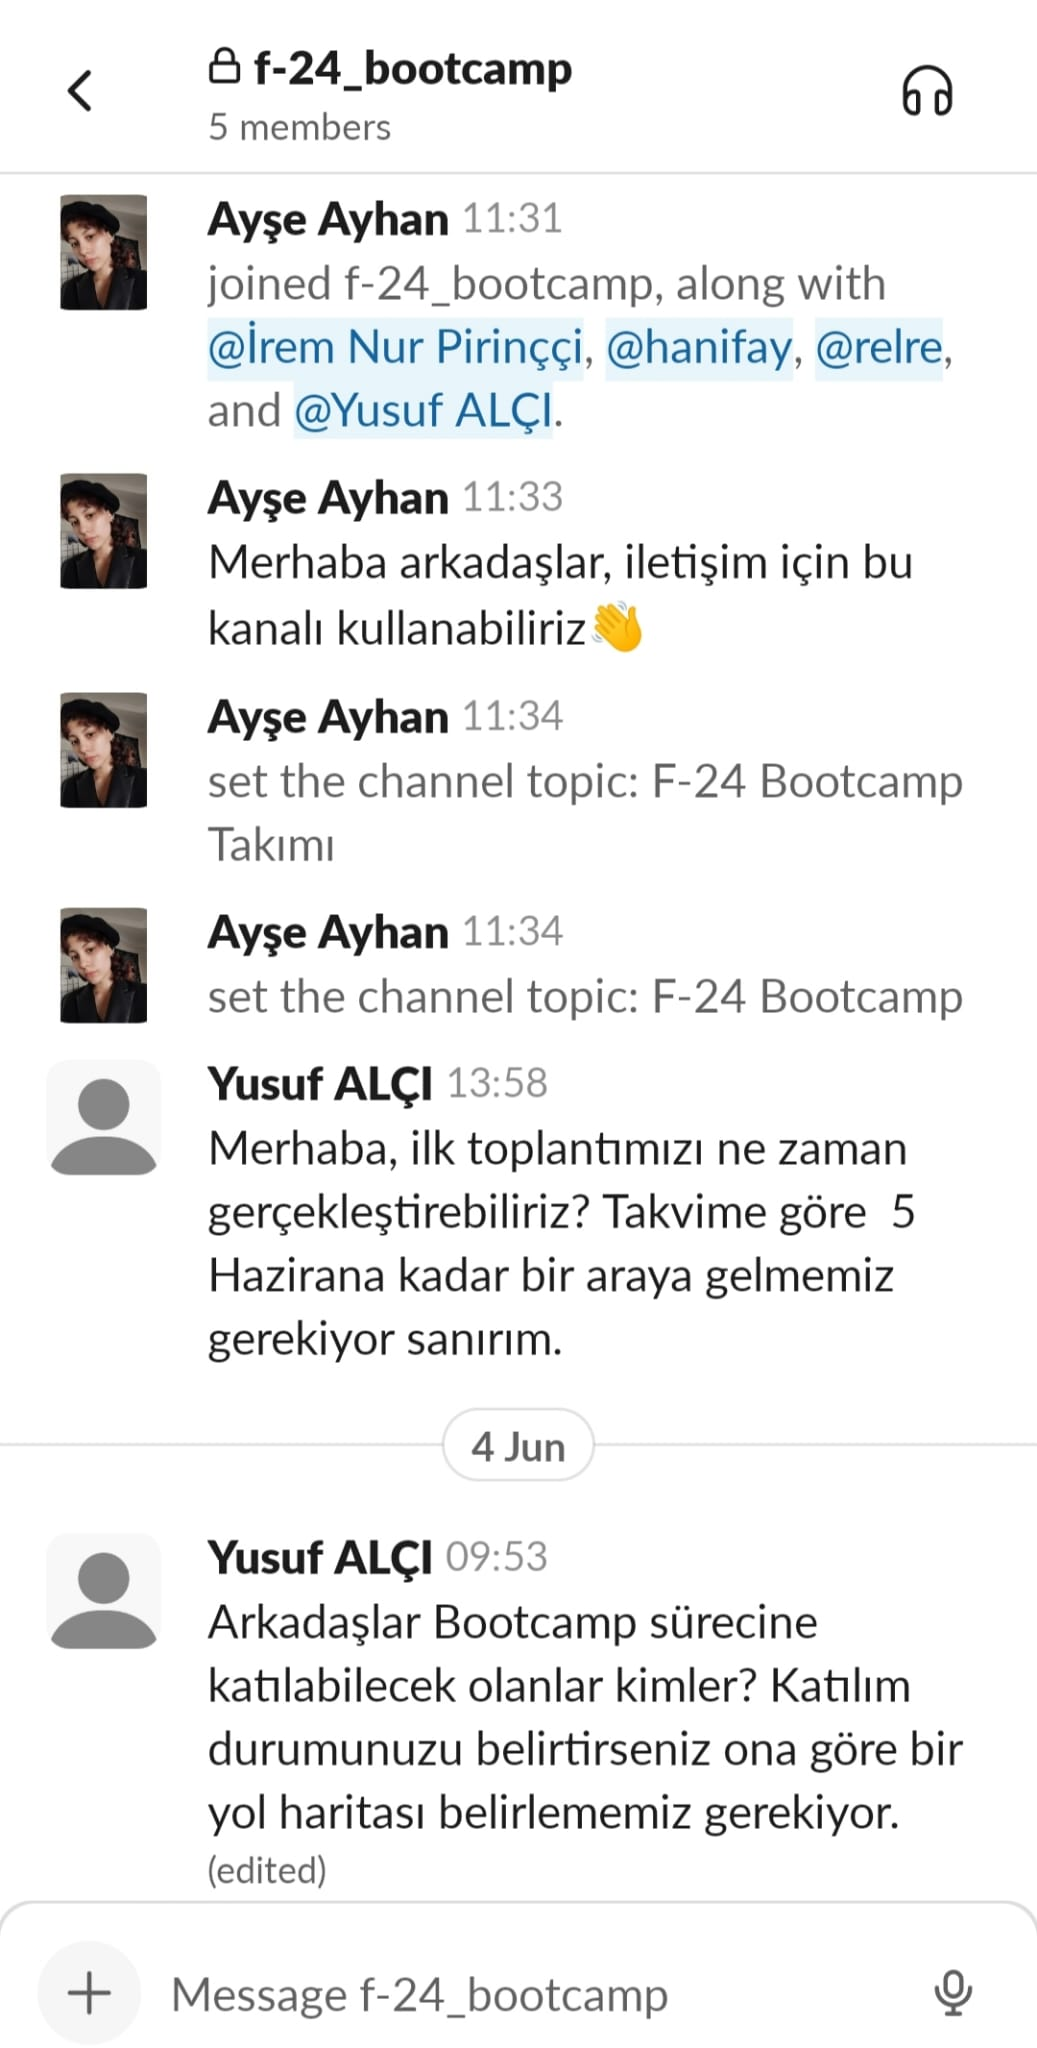 f-24_bootcamp
5 members
Ayşe Ayhan 11:31
joined f-24_bootcamp, along with
@İrem Nur Pirinççi, @hanifay, @relre,
and @Yusuf ALÇI.
Ayşe Ayhan 11:33
Merhaba arkadaşlar, iletişim için bu
kanalı kullanabiliriz👋
Ayşe Ayhan 11:34
set the channel topic: F-24 Bootcamp
Takımı
Ayşe Ayhan 11:34
set the channel topic: F-24 Bootcamp
Yusuf ALÇI 13:58
Merhaba, ilk toplantımızı ne zaman
gerçekleştirebiliriz? Takvime göre  5
Hazirana kadar bir araya gelmemiz
gerekiyor sanırım.
4 Jun
Yusuf ALÇI 09:53
Arkadaşlar Bootcamp sürecine
katılabilecek olanlar kimler? Katılım
durumunuzu belirtirseniz ona göre bir
yol haritası belirlememiz gerekiyor.
(edited)
Message f-24_bootcamp